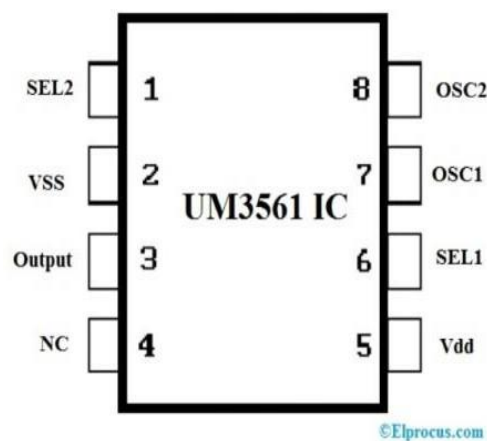 SEL2 1 8 OSC2
VSS 2 7 OSC1
UM3561 IC
Output 3 6 SEL1
NC 4 5 Vdd
©Elprocus.com